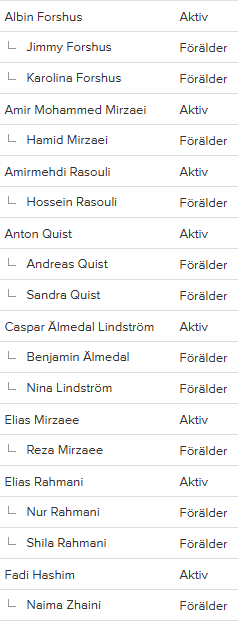 Albin Forshus Aktiv
Jimmy Forshus Förälder
Karolina Forshus Förälder
Amir Mohammed Mirzaei Aktiv
Hamid Mirzaei Förälder
Amirmehdi Rasouli Aktiv
Hossein Rasouli Förälder
Anton Quist Aktiv
Andreas Quist Förälder
Sandra Quist Förälder
Caspar Älmedal Lindström Aktiv
Benjamin Älmedal Förälder
Nina Lindström Förälder
Elias Mirzaee Aktiv
Reza Mirzaee Förälder
Elias Rahmani Aktiv
Nur Rahmani Förälder
Shila Rahmani Förälder
Fadi Hashim Aktiv
Naima Zhaini Förälder